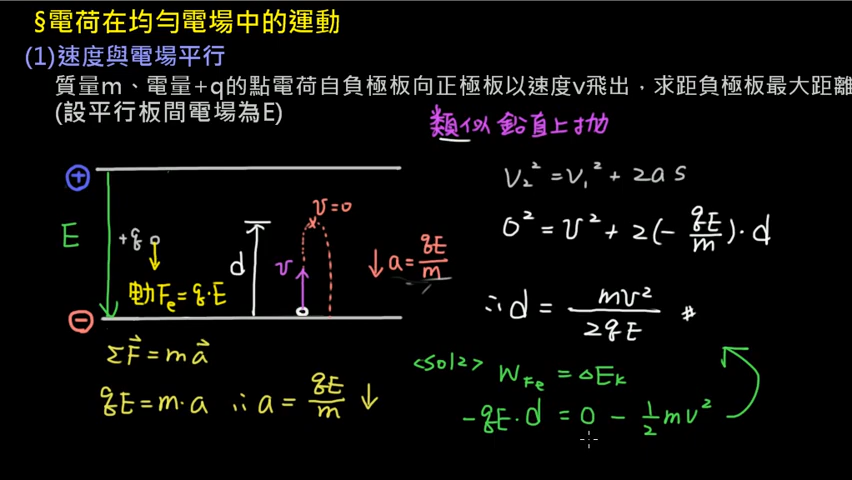 §電荷在均勻電場中的運動
(1)速度與電場平行
質量m、電量+q的點電荷自負極板向正極板以速度v飛出，求距負極板最大距離
(設平行板間電場為E)
類似鉛直上拋
+
E
+q
電力Fe=q·E
−
d
v
v=0
↓a=qE/m
ΣF⃗=ma⃗
qE=m·a ∴a=qE/m ↓
V₂²=V₁²+2as
0²=v²+2(-qE/m)·d
∴d=mv²/2qE #
<sol2> W_Fe=ΔEk
-qE·d=0-½mv²